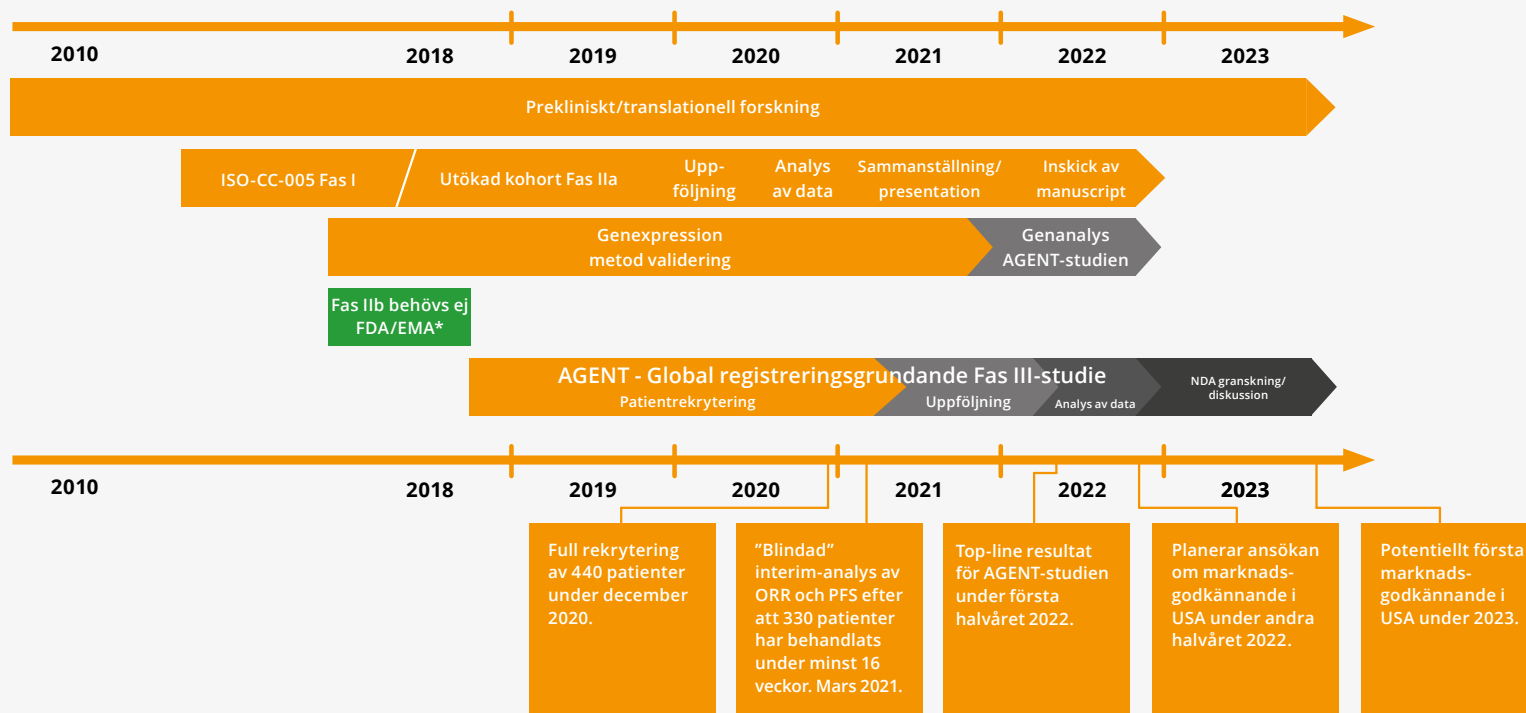 2010
2018
2019
2020
2021
2022
2023
Prekliniskt/translationell forskning
ISO-CC-005 Fas I
Utökad kohort Fas IIa
Upp-
följning
Analys
av data
Sammanställning/
presentation
Inskick av
manuscript
Genexpression
metod validering
Genanalys
AGENT-studien
Fas IIb behövs ej
FDA/EMA*
AGENT - Global registreringsgrundande Fas III-studie
Patientrekrytering
Uppföljning
Analys av data
NDA granskning/
diskussion
2010
2018
2019
2020
2021
2022
2023
Full rekrytering
av 440 patienter
under december
2020.
”Blindad”
interim-analys av
ORR och PFS efter
att 330 patienter
har behandlats
under minst 16
veckor. Mars 2021.
Top-line resultat
för AGENT-studien
under första
halvåret 2022.
Planerar ansökan
om marknads-
godkännande i
USA under andra
halvåret 2022.
Potentiellt första
marknads-
godkännande i
USA under 2023.